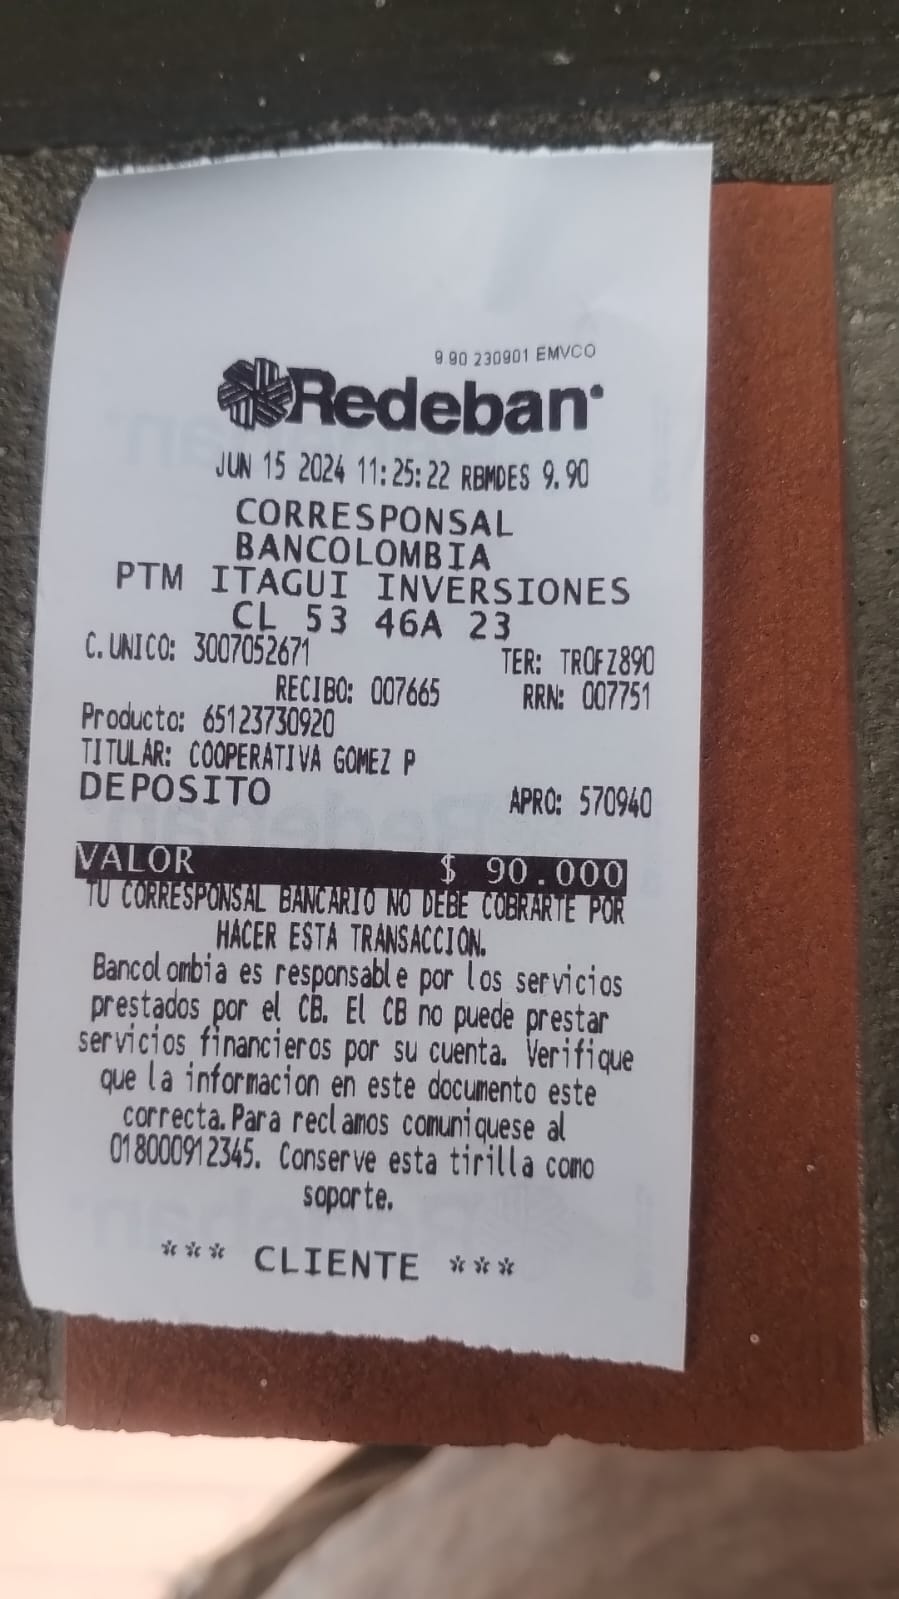 9 90 230901 EMVCO
Redeban
JUN 15 2024 11:25:22 RBMDES 9.90
CORRESPONSAL
BANCOLOMBIA
PTM ITAGUI INVERSIONES
CL 53 46A 23
C.UNICO: 3007052671 TER: TROFZ890
RECIBO: 007665 RRN: 007751
Producto: 65123730920
TITULAR: COOPERATIVA GOMEZ P
DEPOSITO APRO: 570940
VALOR $ 90.000
TU CORRESPONSAL BANCARIO NO DEBE COBRARTE POR
HACER ESTA TRANSACCION.
Bancolombia es responsable por los servicios
prestados por el CB. El CB no puede prestar
servicios financieros por su cuenta. Verifique
que la informacion en este documento este
correcta.Para reclamos comuniquese al
018000912345. Conserve esta tirilla como
soporte.
*** CLIENTE ***